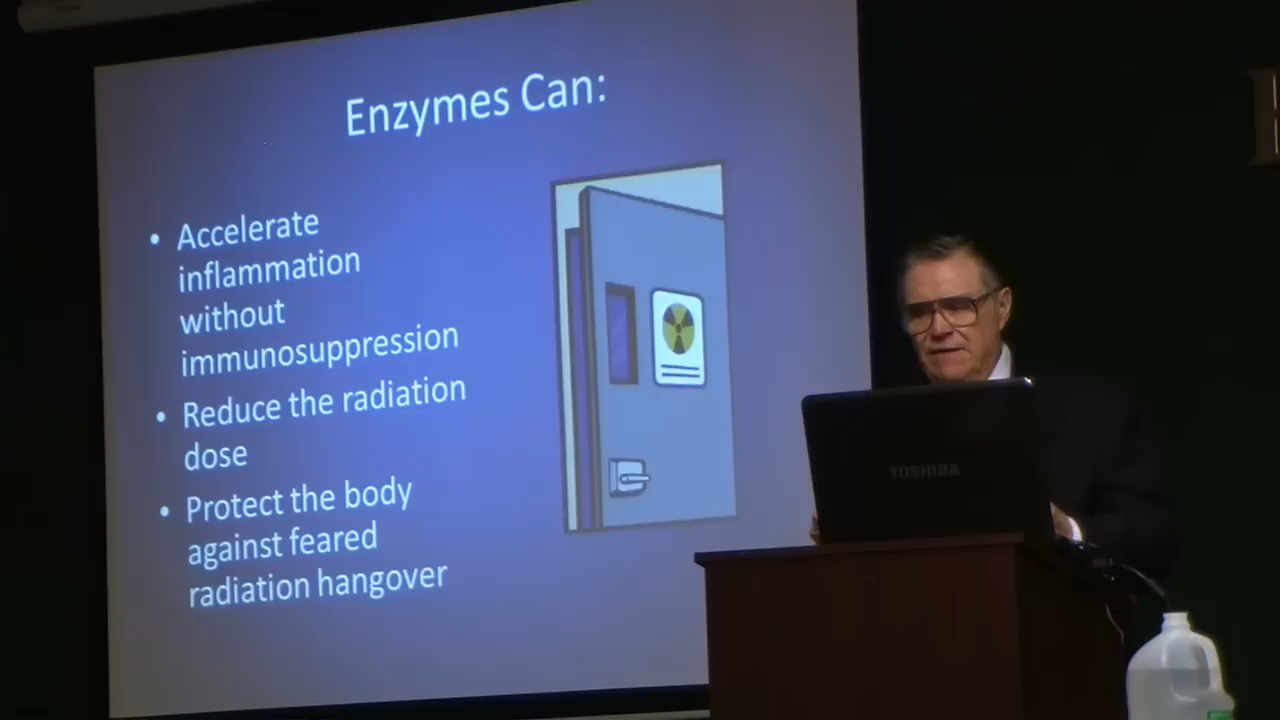 Enzymes Can:
• Accelerate
inflammation
without
immunosuppression
• Reduce the radiation
dose
• Protect the body
against feared
radiation hangover
TOSHIBA